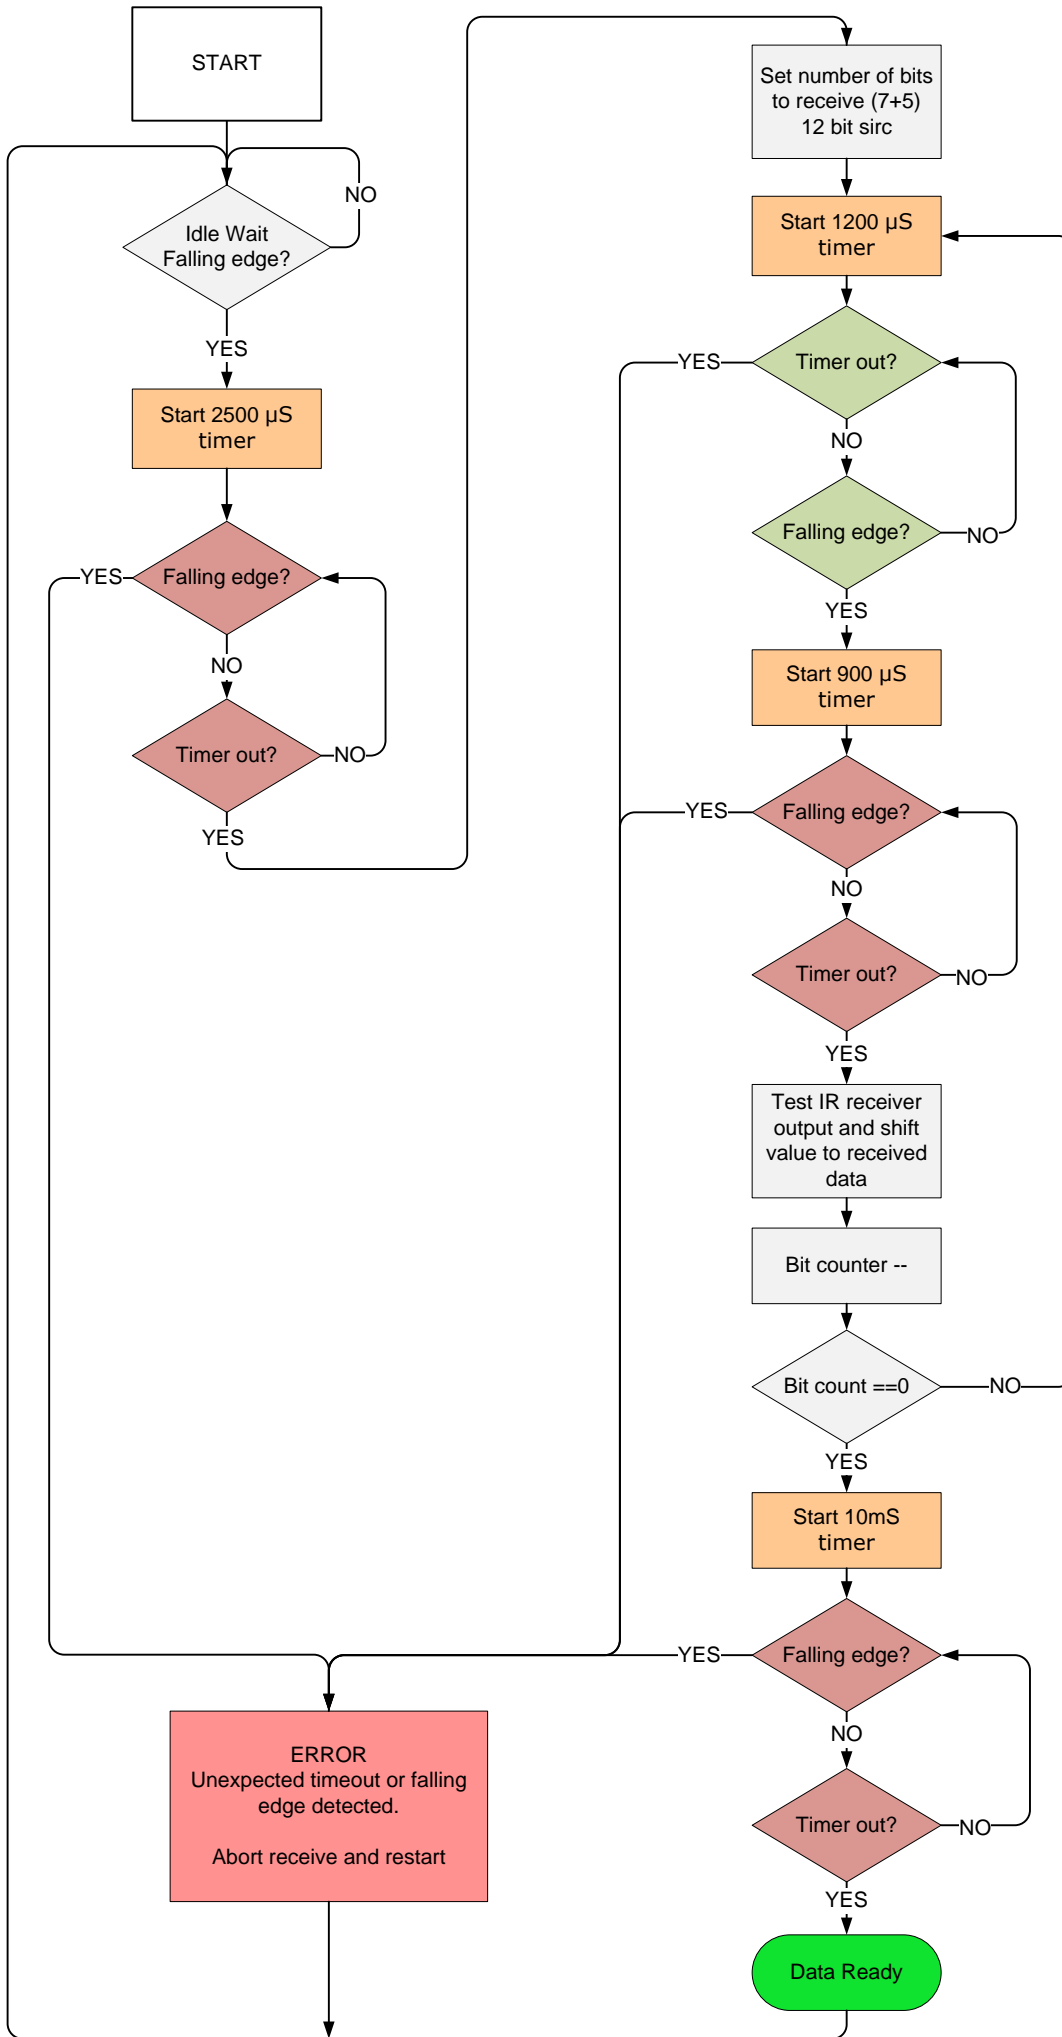 START
Idle Wait
Falling edge?
NO
YES
Start 2500 µS
timer
Falling edge?
YES
NO
Timer out?
NO
YES
Set number of bits
to receive (7+5)
12 bit sirc
Start 1200 µS
timer
Timer out?
YES
NO
Falling edge?
NO
YES
Start 900 µS
timer
Falling edge?
YES
NO
Timer out?
NO
YES
Test IR receiver
output and shift
value to received
data
Bit counter --
Bit count ==0
NO
YES
Start 10mS
timer
Falling edge?
YES
NO
Timer out?
NO
YES
Data Ready
ERROR
Unexpected timeout or falling
edge detected.
Abort receive and restart